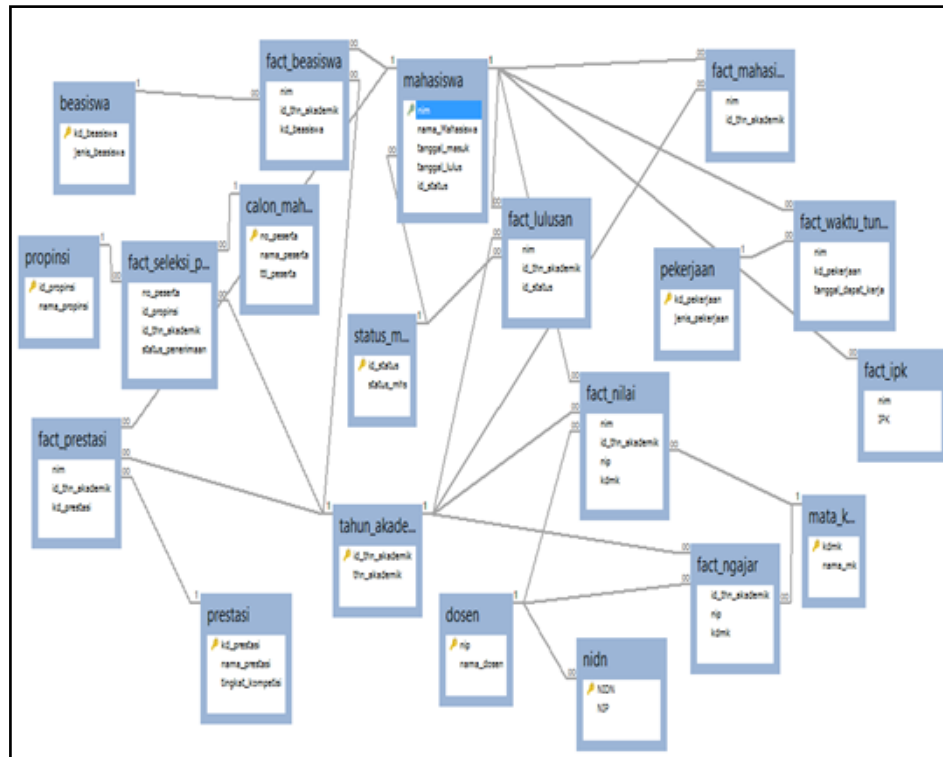 fact_beasiswa
nim
id_thn_akademik
kd_beasiswa
mahasiswa
nim
nama_Mahasiswa
tanggal_masuk
tanggal_lulus
id_status
fact_mahasi...
nim
id_thn_akademik
beasiswa
kd_beasiswa
jenis_beasiswa
calon_mah...
no_peserta
nama_peserta
ttl_peserta
fact_lulusan
nim
id_thn_akademik
id_status
fact_waktu_tun...
nim
kd_pekerjaan
tanggal_dapat_kerja
propinsi
id_propinsi
nama_propinsi
fact_seleksi_p...
no_peserta
id_propinsi
id_thn_akademik
status_penerimaan
pekerjaan
kd_pekerjaan
jenis_pekerjaan
status_m...
id_status
status_mhs
fact_ipk
nim
IPK
fact_nilai
nim
id_thn_akademik
nip
kdmk
fact_prestasi
nim
id_thn_akademik
kd_prestasi
tahun_akade...
id_thn_akademik
thn_akademik
mata_k...
kdmk
nama_mk
fact_ngajar
id_thn_akademik
nip
kdmk
prestasi
kd_prestasi
nama_prestasi
tingkat_kompetisi
dosen
nip
nama_dosen
nidn
NIDN
NIP